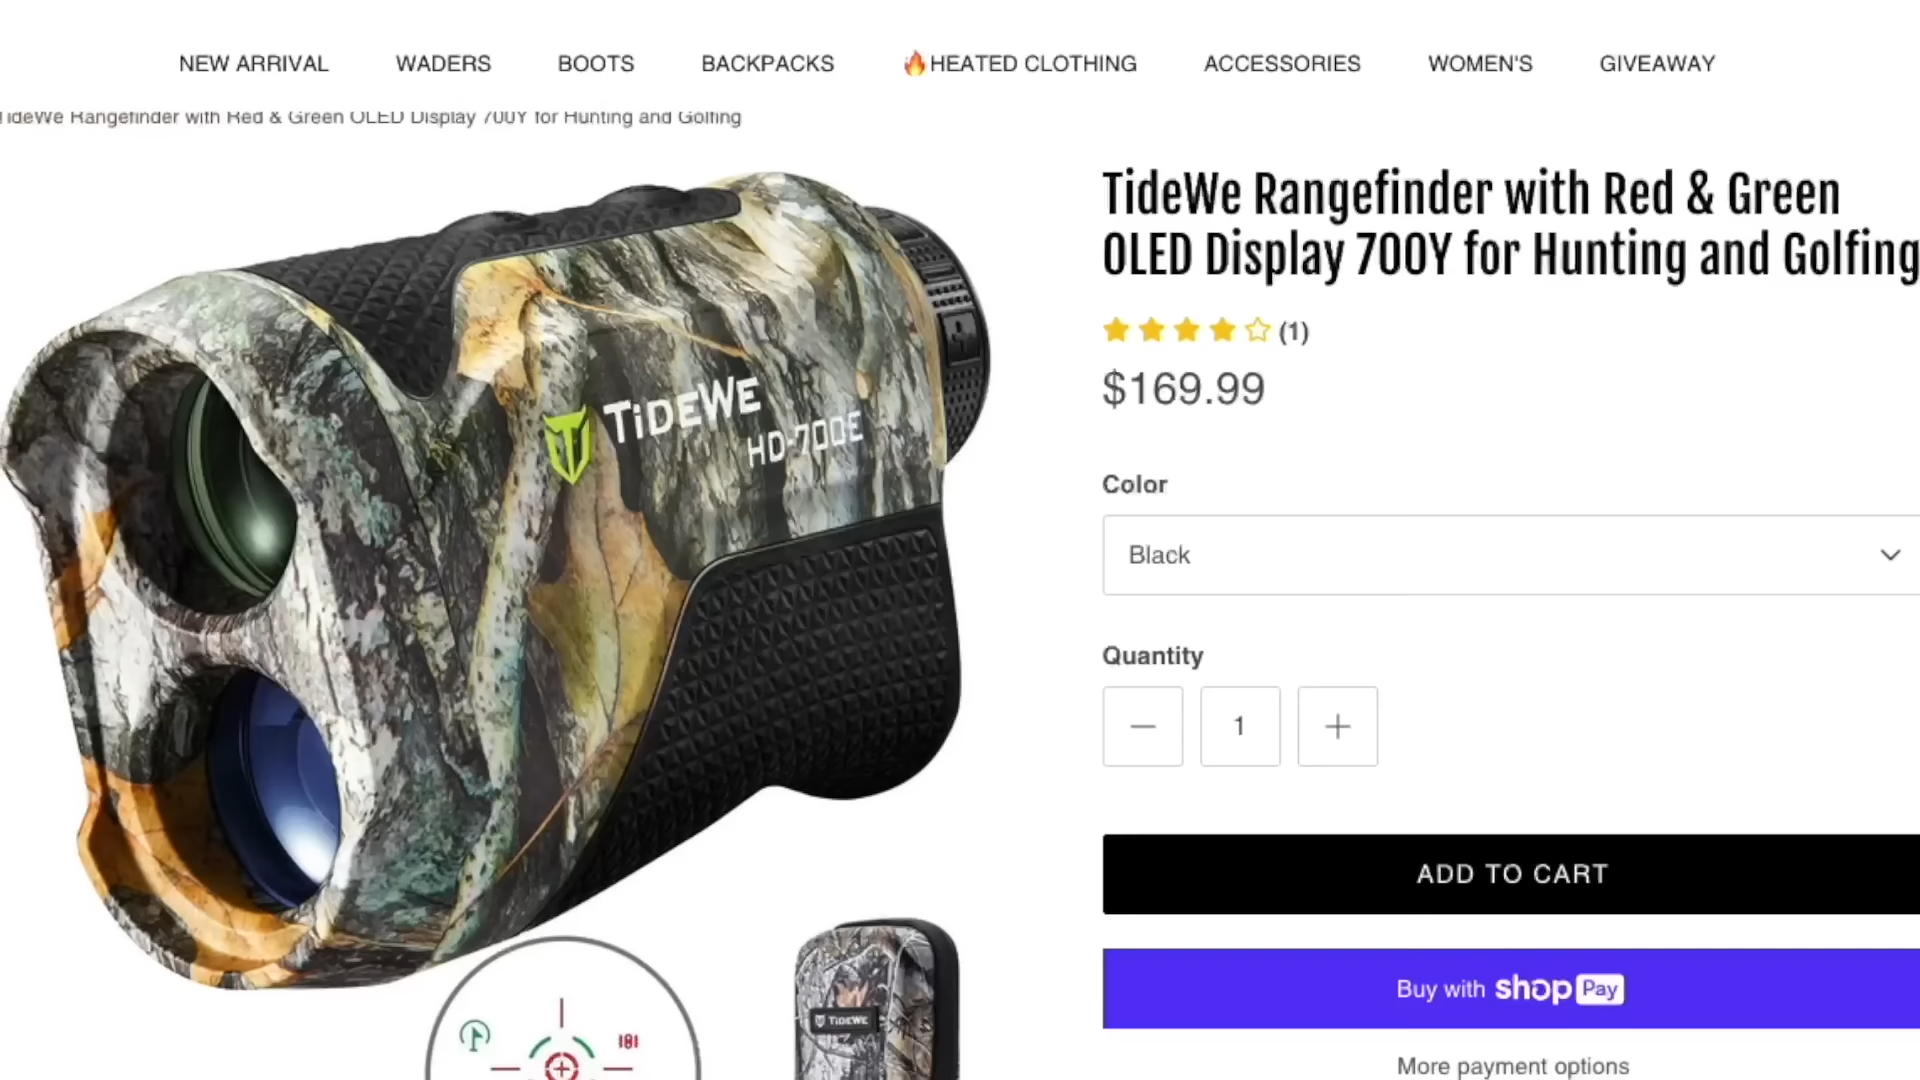 NEW ARRIVAL WADERS BOOTS BACKPACKS 🔥HEATED CLOTHING ACCESSORIES WOMEN'S GIVEAWAY
TideWe Rangefinder with Red & Green OLED Display 700Y for Hunting and Golfing
TideWe Rangefinder with Red & Green
OLED Display 700Y for Hunting and Golfing
(1)
$169.99
TIDEWE
HD-700E
Color
Black
Quantity
1
ADD TO CART
Buy with shop Pay
TIDEWE
More payment options